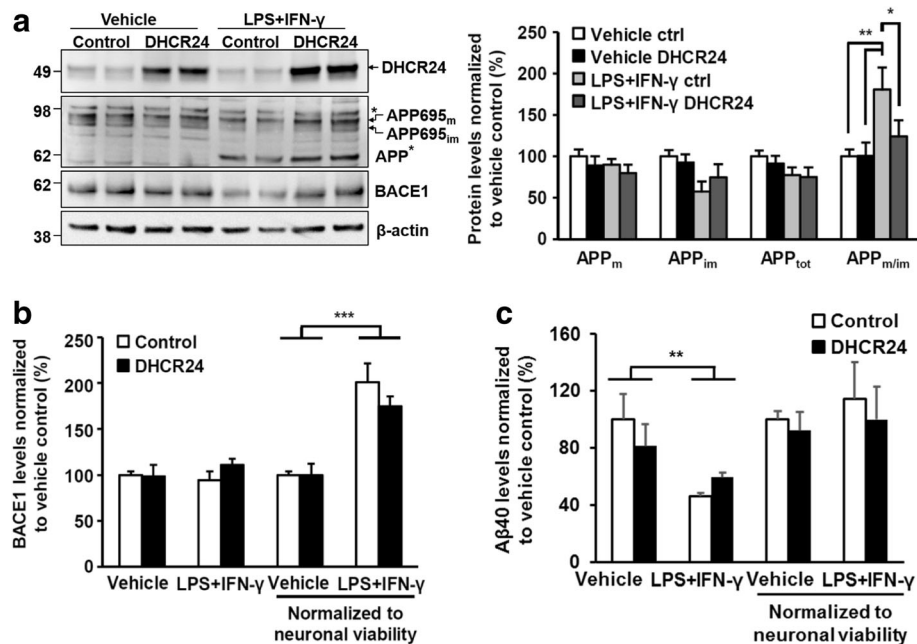 a
Vehicle LPS+IFN-γ
Control DHCR24 Control DHCR24
49 DHCR24
98 *
APP695m
APP695im
62 APP*
62 BACE1
38 β-actin
Protein levels normalized
to vehicle control (%)
250
200
150
100
50
0
Vehicle ctrl
Vehicle DHCR24
LPS+IFN-γ ctrl
LPS+IFN-γ DHCR24
** *
APPm APPim APPtot APPm/im
b
BACE1 levels normalized
to vehicle control (%)
250
200
150
100
50
0
Control
DHCR24
***
Vehicle LPS+IFN-γ Vehicle LPS+IFN-γ
Normalized to
neuronal viability
c
Aβ40 levels normalized
to vehicle control (%)
160
120
80
40
0
Control
DHCR24
**
Vehicle LPS+IFN-γ Vehicle LPS+IFN-γ
Normalized to
neuronal viability